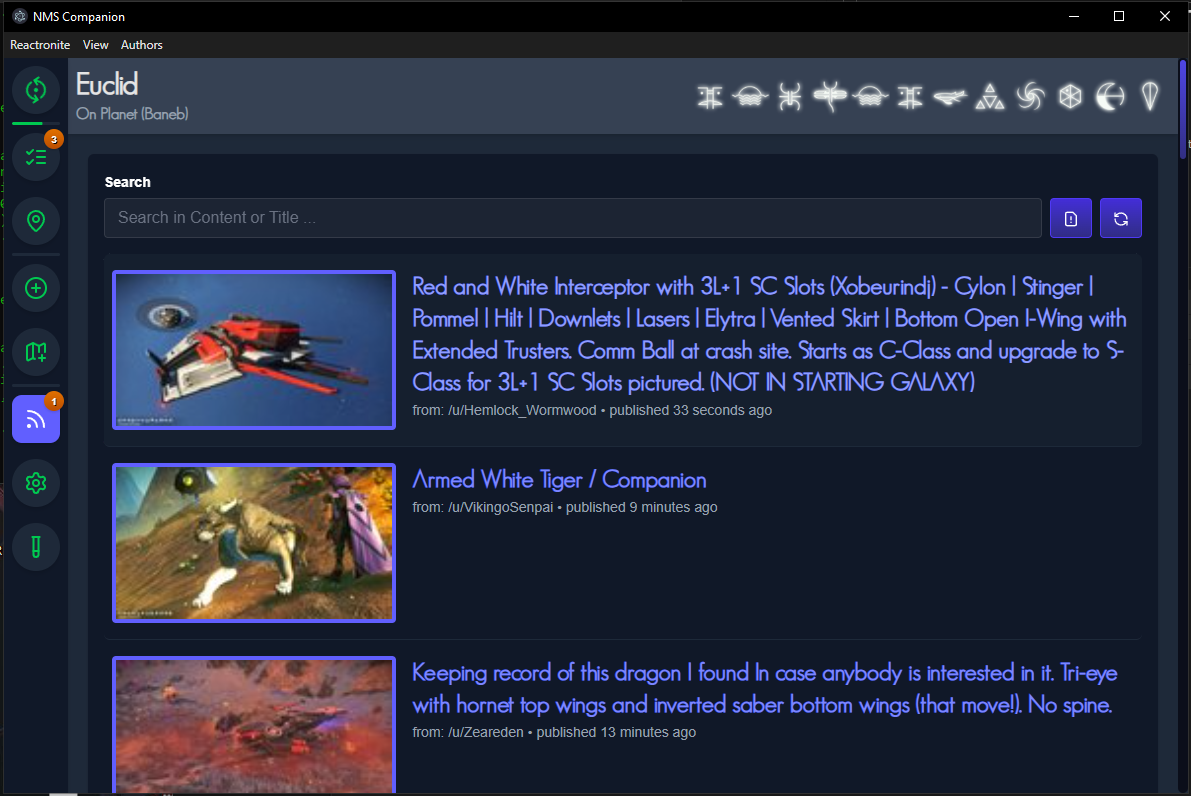 NMS Companion
Reactronite View Authors
Euclid
On Planet (Baneb)
3
1
Search
Search in Content or Title ...
Red and White Interceptor with 3L+1 SC Slots (Xobeurindj) - Cylon | Stinger |
Pommel | Hilt | Downlets | Lasers | Elytra | Vented Skirt | Bottom Open I-Wing with
Extended Trusters. Comm Ball at crash site. Starts as C-Class and upgrade to S-
Class for 3L+1 SC Slots pictured. (NOT IN STARTING GALAXY)
from: /u/Hemlock_Wormwood • published 33 seconds ago
Armed White Tiger / Companion
from: /u/VikingoSenpai • published 9 minutes ago
Keeping record of this dragon I found In case anybody is interested in it. Tri-eye
with hornet top wings and inverted saber bottom wings (that move!). No spine.
from: /u/Zeareden • published 13 minutes ago